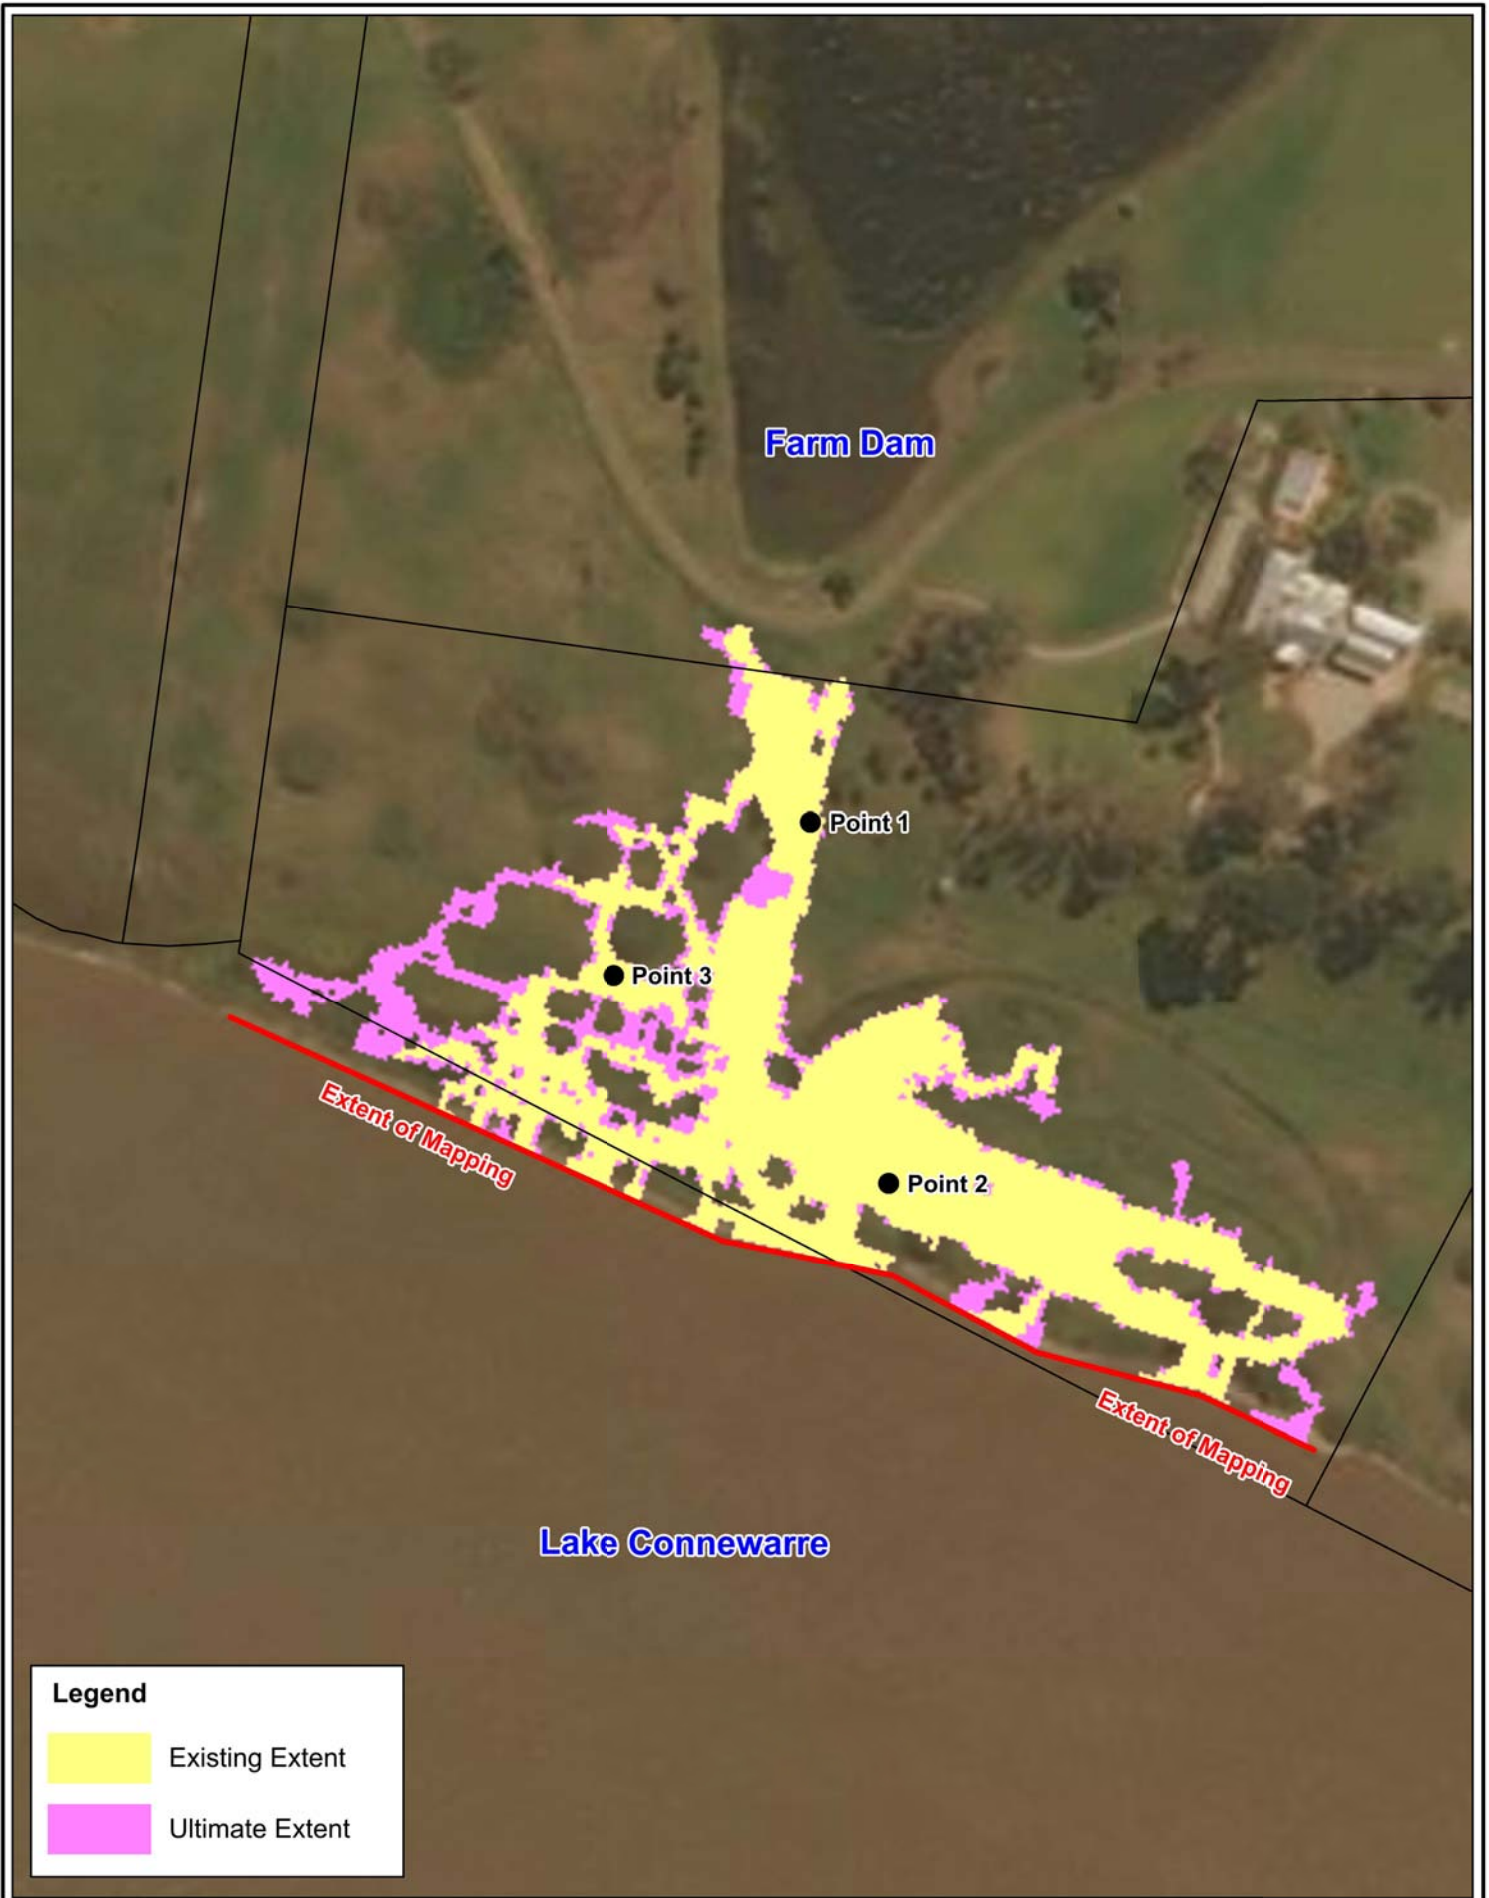 Farm Dam
Point 1
Point 3
Extent of Mapping
Point 2
Extent of Mapping
Lake Connewarre
Legend
Existing Extent
Ultimate Extent